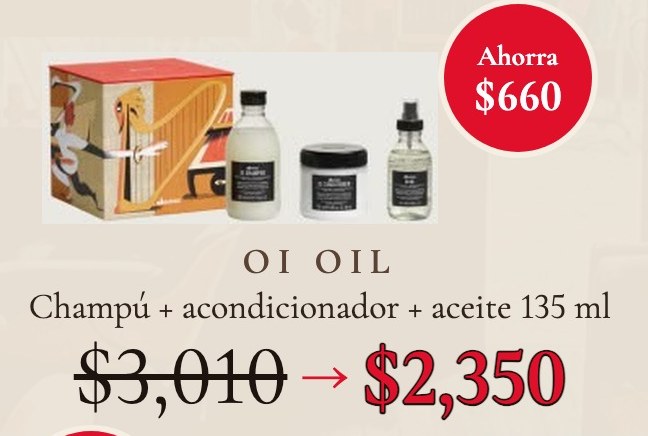 Ahorra
$660
OI OIL
Champú + acondicionador + aceite 135 ml
$3,010 → $2,350